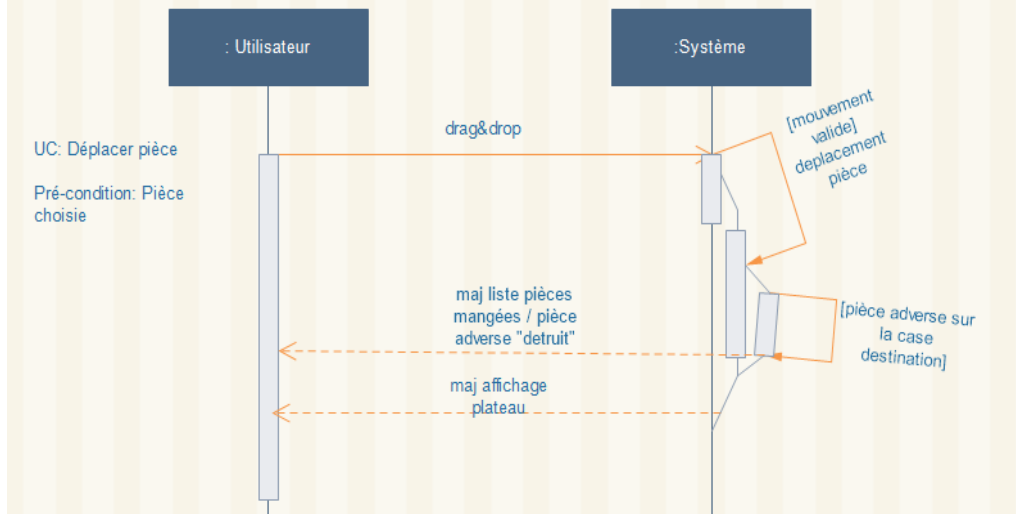 : Utilisateur
:Système
UC: Déplacer pièce
Pré-condition: Pièce
choisie
drag&drop
[mouvement
valide]
deplacement
pièce
maj liste pièces
mangées / pièce
adverse "detruit"
[pièce adverse sur
la case
destination]
maj affichage
plateau